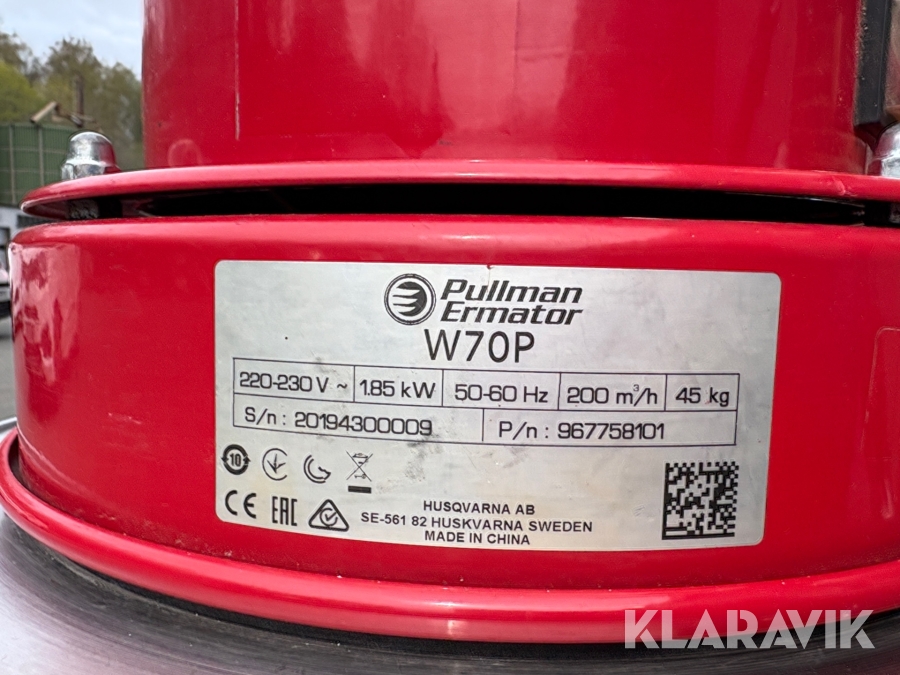 KLARAVIK
Pullman
Ermator
W70P
220-230 V ~ 1.85 kW 50-60 Hz 200 m³/h 45 kg
S/n : 20194300009 P/n : 967758101
10
CE EAC
HUSQVARNA AB
SE-561 82 HUSKVARNA SWEDEN
MADE IN CHINA
KLARAVIK